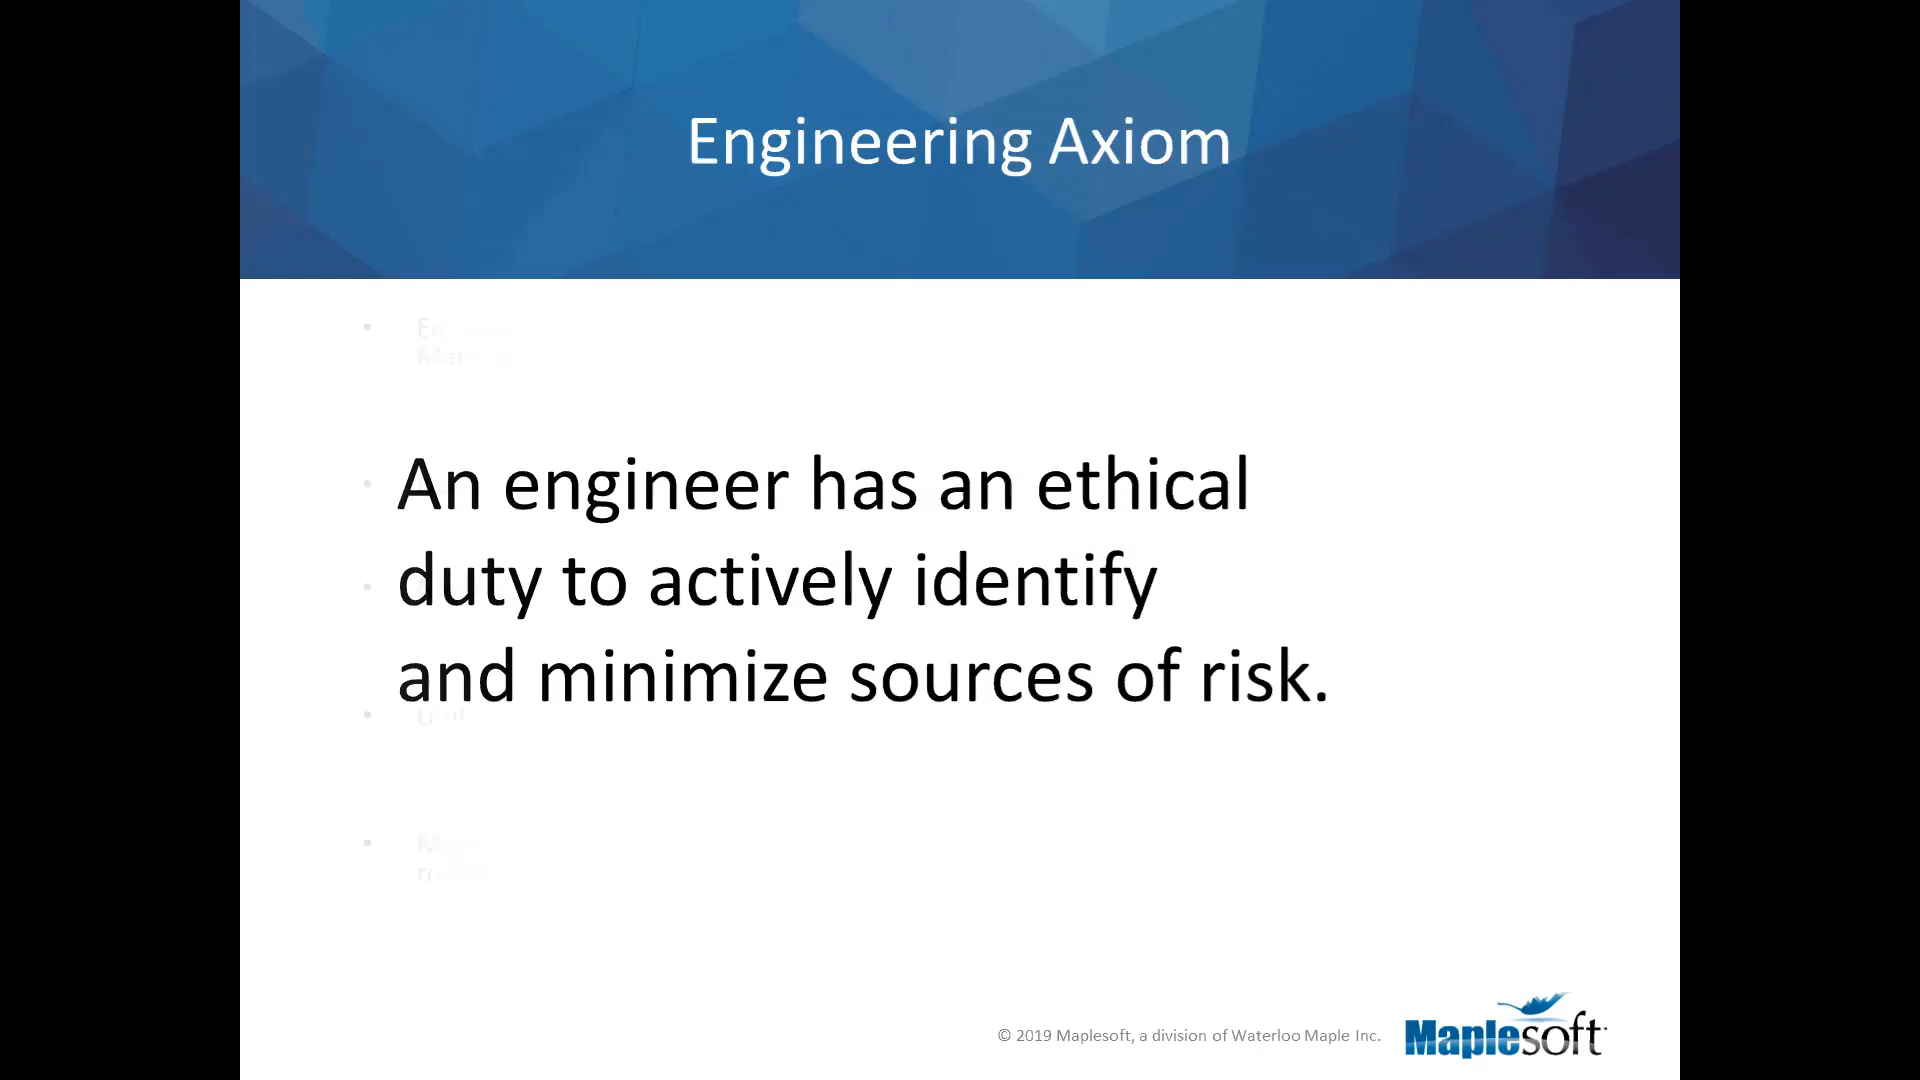 Engineering Axiom
An engineer has an ethical
duty to actively identify
and minimize sources of risk.
© 2019 Maplesoft, a division of Waterloo Maple Inc.
Maplesoft